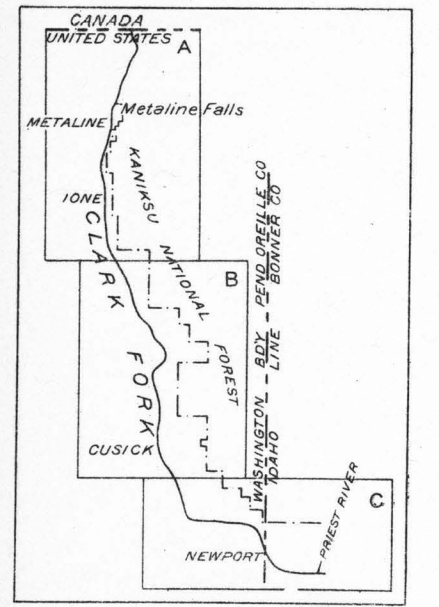 CANADA
UNITED STATES
A
Metaline Falls
METALINE
KANIKSU
IONE
NATIONAL
FOREST
CLARK
FORK
B
WASHINGTON BDY PEND OREILLE CO
IDAHO LINE BONNER CO
CUSICK
C
NEWPORT
PRIEST RIVER